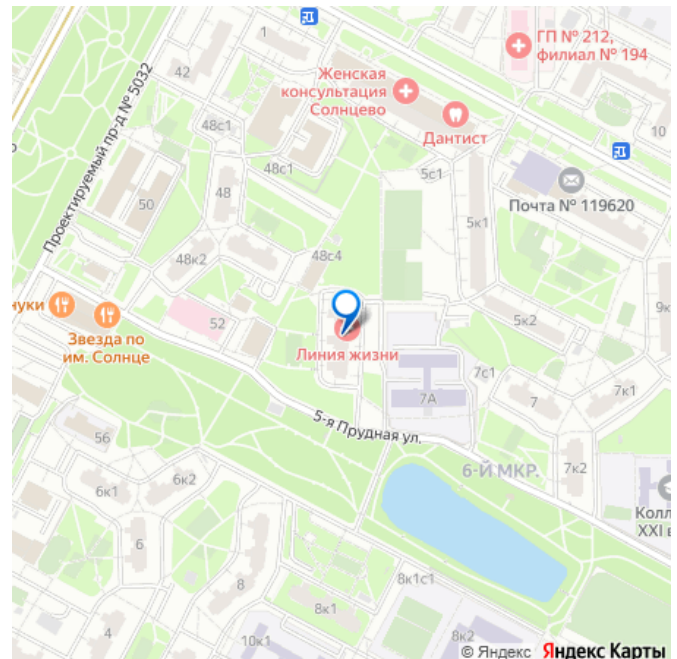 1
ГП № 212,
филиал № 194
42
Женская
консультация
Солнцево
Дантист
10
Проектируемый пр-д № 5032
48с1
48с1
5с1
Почта № 119620
50
48
5к1
48к2
48с4
9к
нуки
Звезда по
им. Солнце
52
Линия жизни
5к2
7с1
7к1
7А
7
5-я Прудная ул.
56
6-Й МКР.
7к2
6к2
6к1
Колл
XXI в
6
8
8к1с1
4
8к1
10к1
8к2
© Яндекс Яндекс Карты